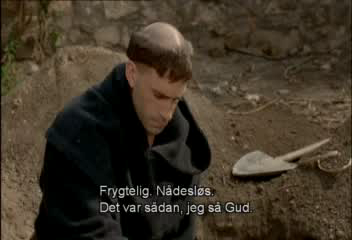 Frygtelig. Nådesløs.
Det var sådan, jeg så Gud.